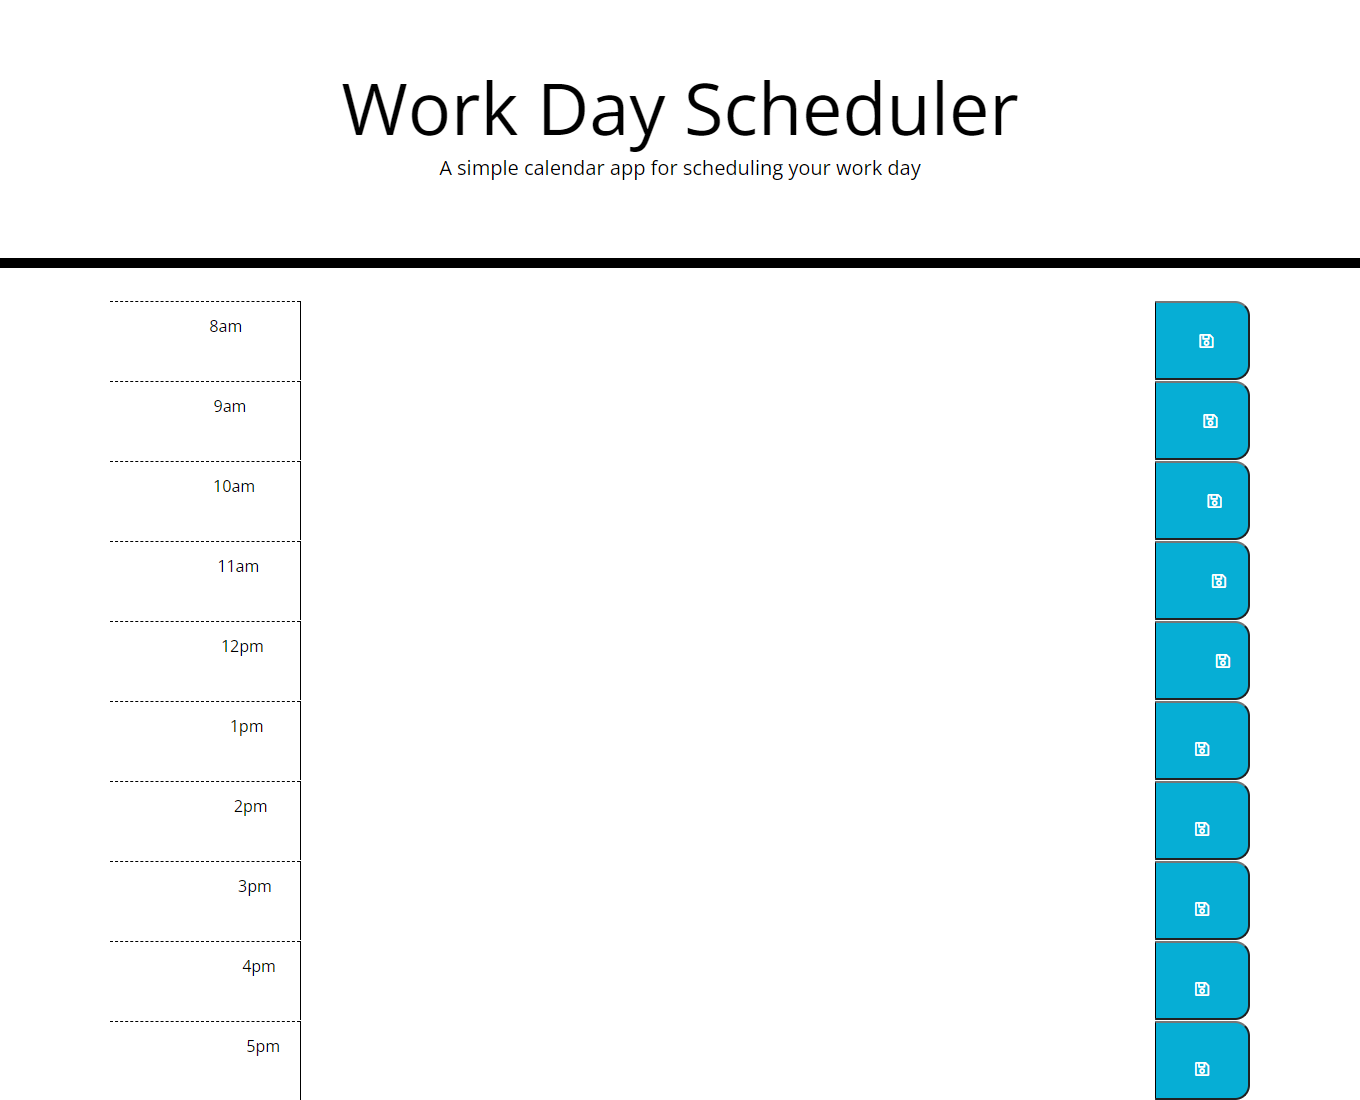 Work Day Scheduler
A simple calendar app for scheduling your work day
8am
9am
10am
11am
12pm
1pm
2pm
3pm
4pm
5pm